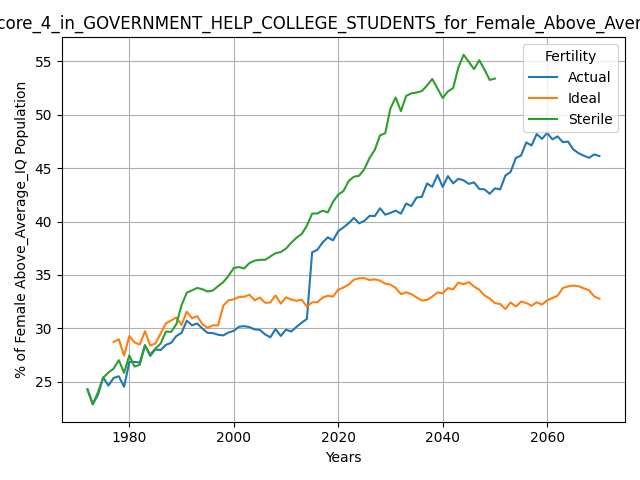 core_4_in_GOVERNMENT_HELP_COLLEGE_STUDENTS_for_Female_Above_Aver
Fertility
Actual
Ideal
Sterile
% of Female Above_Average_IQ Population
55
50
45
40
35
30
25
1980 2000 2020 2040 2060
Years